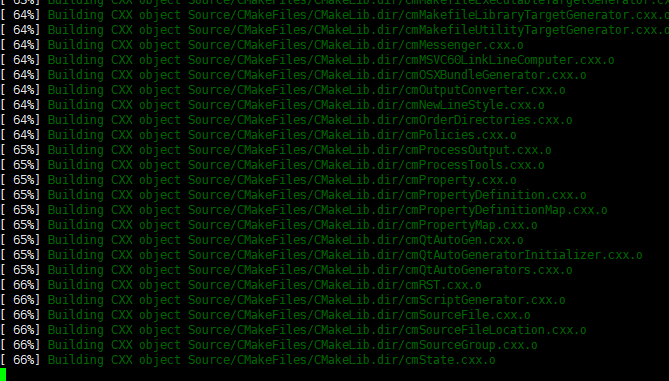 [ 63%] Building CXX object Source/CMakeFiles/CMakeLib.dir/cmMakefileExecutableTargetGenerator.cx
[ 64%] Building CXX object Source/CMakeFiles/CMakeLib.dir/cmMakefileLibraryTargetGenerator.cxx.o
[ 64%] Building CXX object Source/CMakeFiles/CMakeLib.dir/cmMakefileUtilityTargetGenerator.cxx.o
[ 64%] Building CXX object Source/CMakeFiles/CMakeLib.dir/cmMessenger.cxx.o
[ 64%] Building CXX object Source/CMakeFiles/CMakeLib.dir/cmMSVC60LinkLineComputer.cxx.o
[ 64%] Building CXX object Source/CMakeFiles/CMakeLib.dir/cmOSXBundleGenerator.cxx.o
[ 64%] Building CXX object Source/CMakeFiles/CMakeLib.dir/cmOutputConverter.cxx.o
[ 64%] Building CXX object Source/CMakeFiles/CMakeLib.dir/cmNewLineStyle.cxx.o
[ 64%] Building CXX object Source/CMakeFiles/CMakeLib.dir/cmOrderDirectories.cxx.o
[ 64%] Building CXX object Source/CMakeFiles/CMakeLib.dir/cmPolicies.cxx.o
[ 65%] Building CXX object Source/CMakeFiles/CMakeLib.dir/cmProcessOutput.cxx.o
[ 65%] Building CXX object Source/CMakeFiles/CMakeLib.dir/cmProcessTools.cxx.o
[ 65%] Building CXX object Source/CMakeFiles/CMakeLib.dir/cmProperty.cxx.o
[ 65%] Building CXX object Source/CMakeFiles/CMakeLib.dir/cmPropertyDefinition.cxx.o
[ 65%] Building CXX object Source/CMakeFiles/CMakeLib.dir/cmPropertyDefinitionMap.cxx.o
[ 65%] Building CXX object Source/CMakeFiles/CMakeLib.dir/cmPropertyMap.cxx.o
[ 65%] Building CXX object Source/CMakeFiles/CMakeLib.dir/cmQtAutoGen.cxx.o
[ 65%] Building CXX object Source/CMakeFiles/CMakeLib.dir/cmQtAutoGeneratorInitializer.cxx.o
[ 65%] Building CXX object Source/CMakeFiles/CMakeLib.dir/cmQtAutoGenerators.cxx.o
[ 66%] Building CXX object Source/CMakeFiles/CMakeLib.dir/cmRST.cxx.o
[ 66%] Building CXX object Source/CMakeFiles/CMakeLib.dir/cmScriptGenerator.cxx.o
[ 66%] Building CXX object Source/CMakeFiles/CMakeLib.dir/cmSourceFile.cxx.o
[ 66%] Building CXX object Source/CMakeFiles/CMakeLib.dir/cmSourceFileLocation.cxx.o
[ 66%] Building CXX object Source/CMakeFiles/CMakeLib.dir/cmSourceGroup.cxx.o
[ 66%] Building CXX object Source/CMakeFiles/CMakeLib.dir/cmState.cxx.o